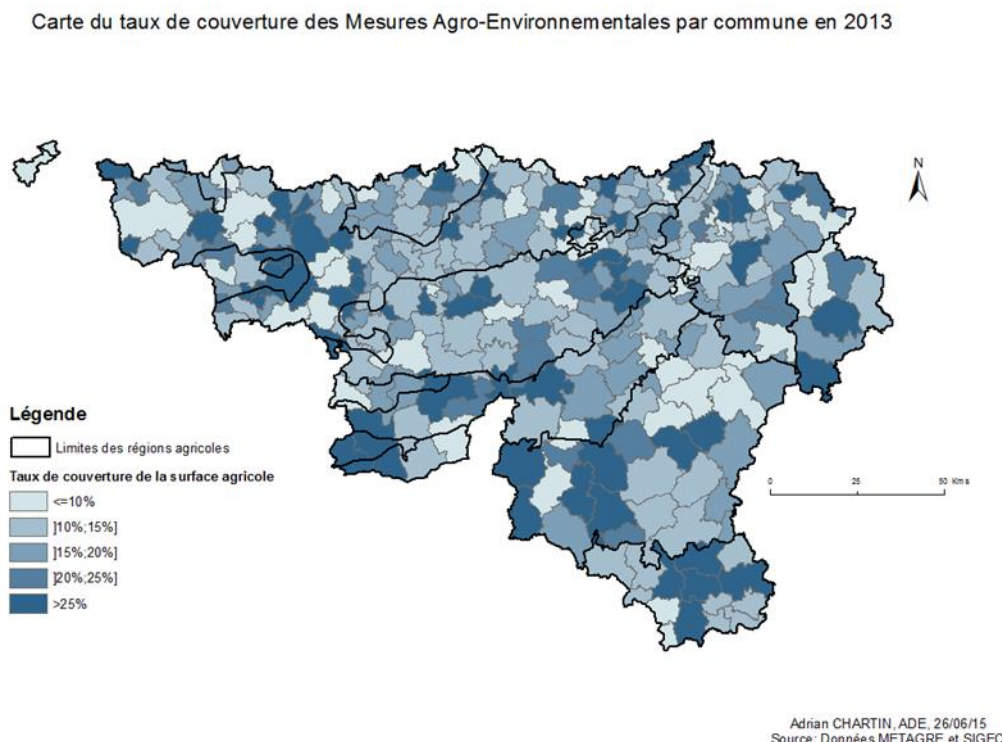 Carte du taux de couverture des Mesures Agro-Environnementales par commune en 2013
N
Légende
Limites des régions agricoles
Taux de couverture de la surface agricole
<=10%
]10%;15%]
]15%;20%]
]20%;25%]
>25%
0 25 50 Kms
Adrian CHARTIN, ADE, 26/06/15
Source: Données METAGRE et SIGEC